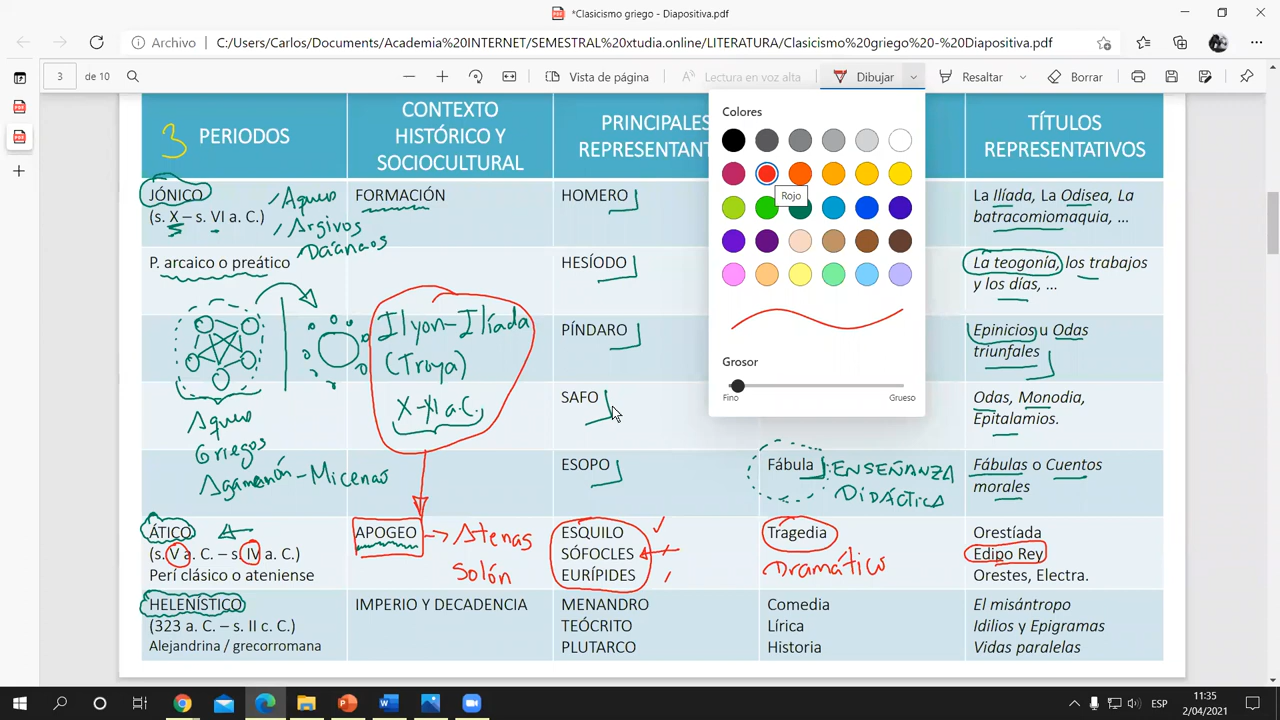 *Clasicismo griego - Diapositiva.pdf
Archivo C:/Users/Carlos/Documents/Academia%20INTERNET/SEMESTRAL%20xtudia.online/LITERATURA/Clasicismo%20griego%20-%20Diapositiva.pdf
3 de 10 Vista de página Lectura en voz alta Dibujar Resaltar Borrar
Colores
Rojo
Grosor
Fino Grueso
3 PERIODOS
CONTEXTO
HISTÓRICO Y
SOCIOCULTURAL
PRINCIPALES
REPRESENTANT
TÍTULOS
REPRESENTATIVOS
JÓNICO
(s. X – s. VI a. C.)
Aqueo
Argivos
Daianaos
FORMACIÓN
HOMERO
La Ilíada, La Odisea, La
batracomiomaquia, ...
P. arcaico o preático
HESÍODO
La teogonía, los trabajos
y los días, ...
Ilyon-Ilíada
(Troya)
X-XI a.C,
PÍNDARO
Epinicios u Odas
triunfales
Aqueo
Griegos
Agamenón - Micenas
SAFO
Odas, Monodia,
Epitalamios.
ESOPO
Fábula
ENSEÑANZA
DIDÁCTICA
Fábulas o Cuentos
morales
ÁTICO
(s. V a. C. – s. IV a. C.)
Perí clásico o ateniense
APOGEO
Atenas
Solón
ESQUILO
SÓFOCLES
EURÍPIDES
Tragedia
Dramático
Orestíada
Edipo Rey
Orestes, Electra.
HELENÍSTICO
(323 a. C. – s. II c. C.)
Alejandrina / grecorromana
IMPERIO Y DECADENCIA
MENANDRO
TEÓCRITO
PLUTARCO
Comedia
Lírica
Historia
El misántropo
Idilios y Epigramas
Vidas paralelas
ESP
11:35
2/04/2021